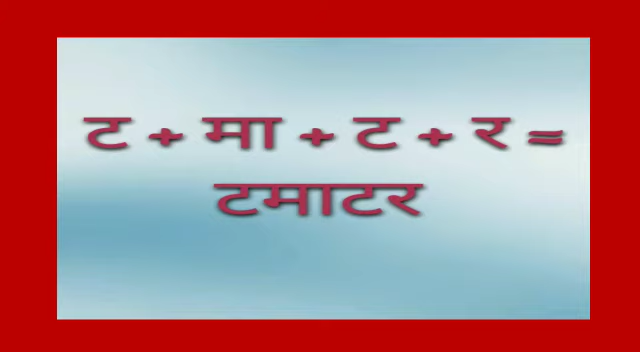 ट + मा + ट + र =
टमाटर